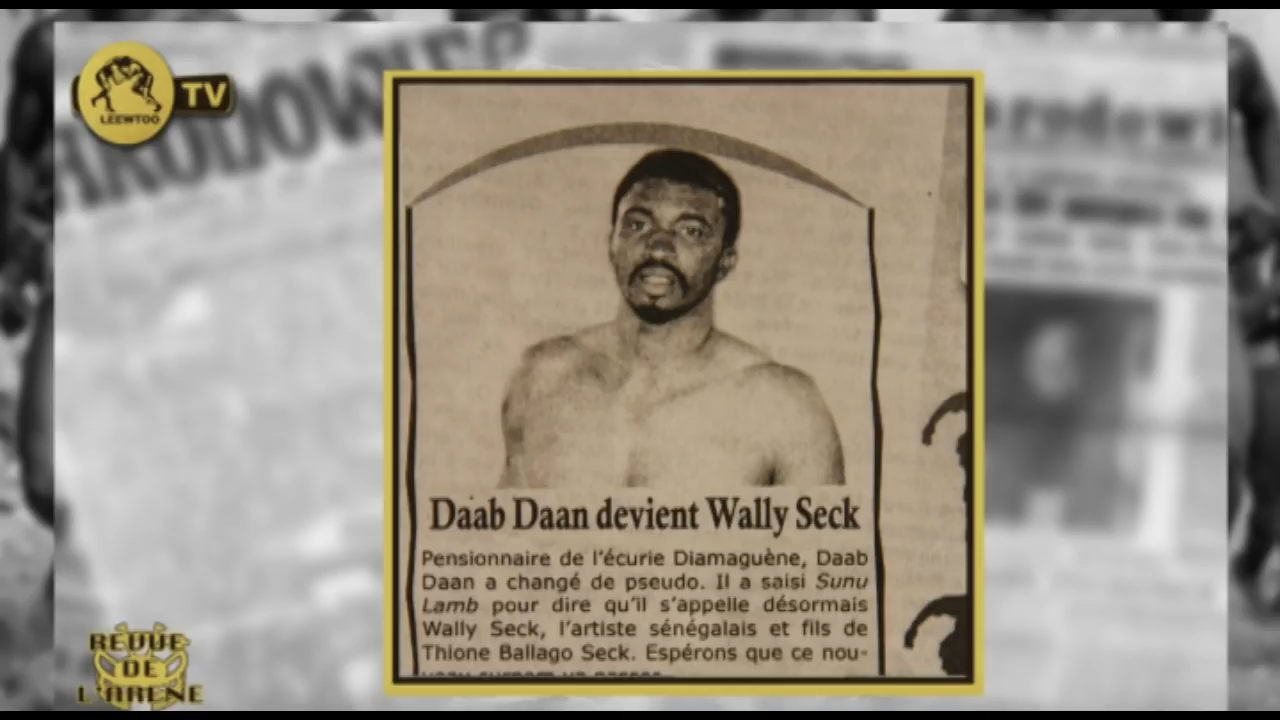 LEEWTOO
TV
Daab Daan devient Wally Seck
Pensionnaire de l'écurie Diamaguène, Daab
Daan a changé de pseudo. Il a saisi Sunu
Lamb pour dire qu'il s'appelle désormais
Wally Seck, l'artiste sénégalais et fils de
Thione Ballago Seck. Espérons que ce nou-
REVUE
DE
L'ARENE